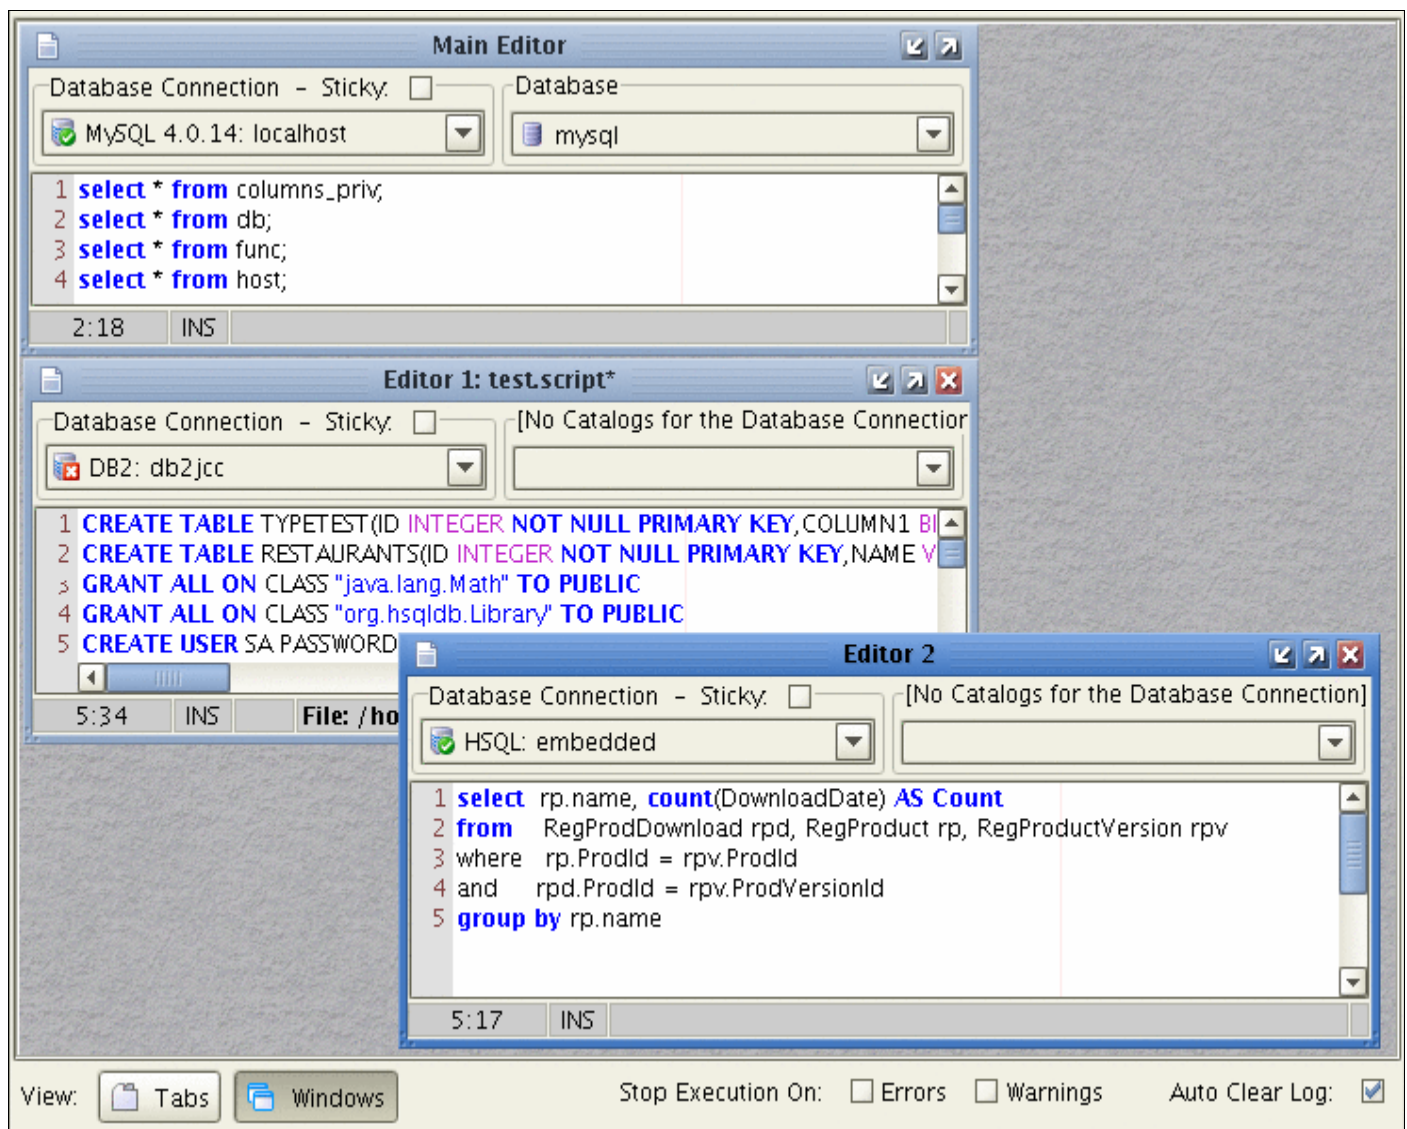 Main Editor
Database Connection - Sticky:
Database
MySQL 4.0.14: localhost
mysql
1 select * from columns_priv;
2 select * from db;
3 select * from func;
4 select * from host;
2:18 INS
Editor 1: test.script*
Database Connection - Sticky:
[No Catalogs for the Database Connection
DB2: db2jcc
1 CREATE TABLE TYPETEST(ID INTEGER NOT NULL PRIMARY KEY,COLUMN1 BI
2 CREATE TABLE RESTAURANTS(ID INTEGER NOT NULL PRIMARY KEY,NAME V
3 GRANT ALL ON CLASS "java.lang.Math" TO PUBLIC
4 GRANT ALL ON CLASS "org.hsqldb.Library" TO PUBLIC
5 CREATE USER SA PASSWORD
5:34 INS File: /ho
Editor 2
Database Connection - Sticky:
[No Catalogs for the Database Connection]
HSQL: embedded
1 select rp.name, count(DownloadDate) AS Count
2 from RegProdDownload rpd, RegProduct rp, RegProductVersion rpv
3 where rp.ProdId = rpv.ProdId
4 and rpd.ProdId = rpv.ProdVersionId
5 group by rp.name
5:17 INS
View: Tabs Windows Stop Execution On: Errors Warnings Auto Clear Log: